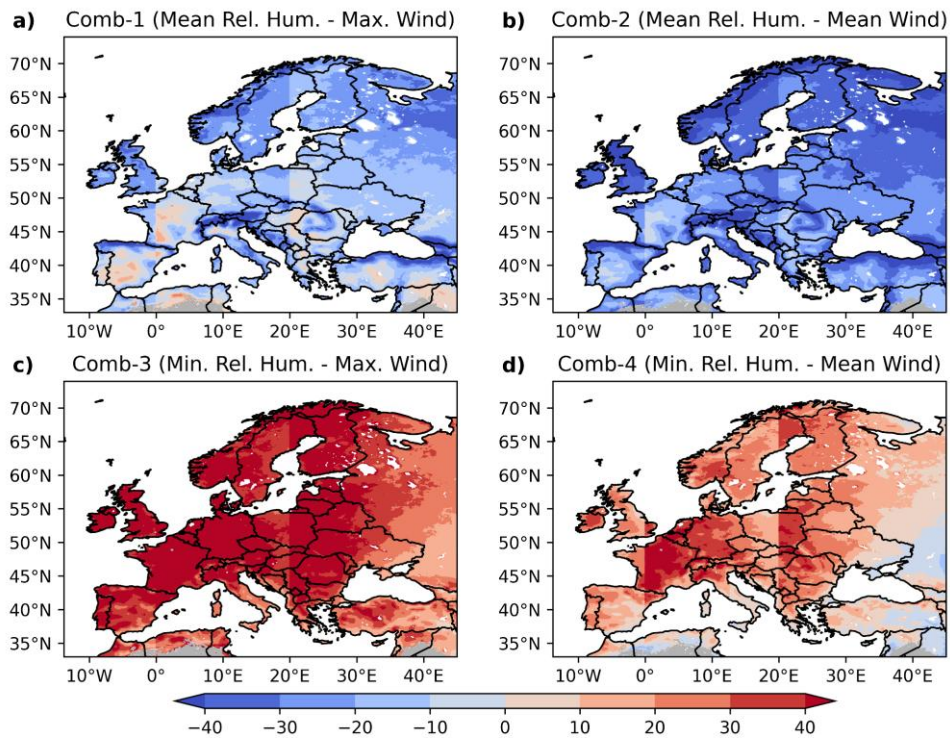 a) Comb-1 (Mean Rel. Hum. - Max. Wind)
70°N
65°N
60°N
55°N
50°N
45°N
40°N
35°N
10°W 0° 10°E 20°E 30°E 40°E
b) Comb-2 (Mean Rel. Hum. - Mean Wind)
70°N
65°N
60°N
55°N
50°N
45°N
40°N
35°N
10°W 0° 10°E 20°E 30°E 40°E
c) Comb-3 (Min. Rel. Hum. - Max. Wind)
70°N
65°N
60°N
55°N
50°N
45°N
40°N
35°N
10°W 0° 10°E 20°E 30°E 40°E
d) Comb-4 (Min. Rel. Hum. - Mean Wind)
70°N
65°N
60°N
55°N
50°N
45°N
40°N
35°N
10°W 0° 10°E 20°E 30°E 40°E
−40 −30 −20 −10 0 10 20 30 40